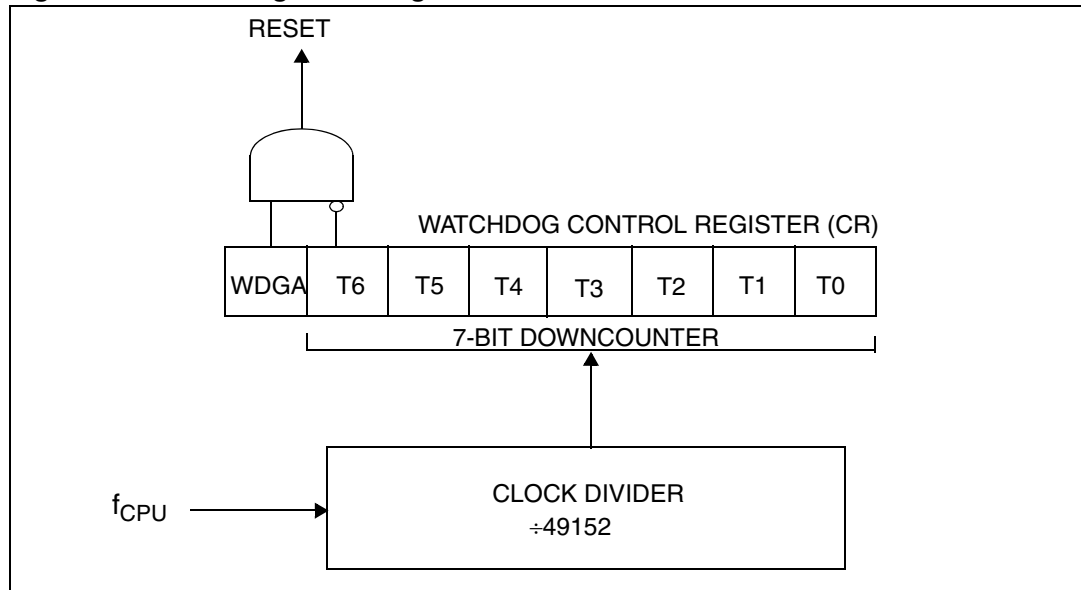 RESET
WATCHDOG CONTROL REGISTER (CR)
WDGA T6 T5 T4 T3 T2 T1 T0
7-BIT DOWNCOUNTER
fCPU
CLOCK DIVIDER
÷49152